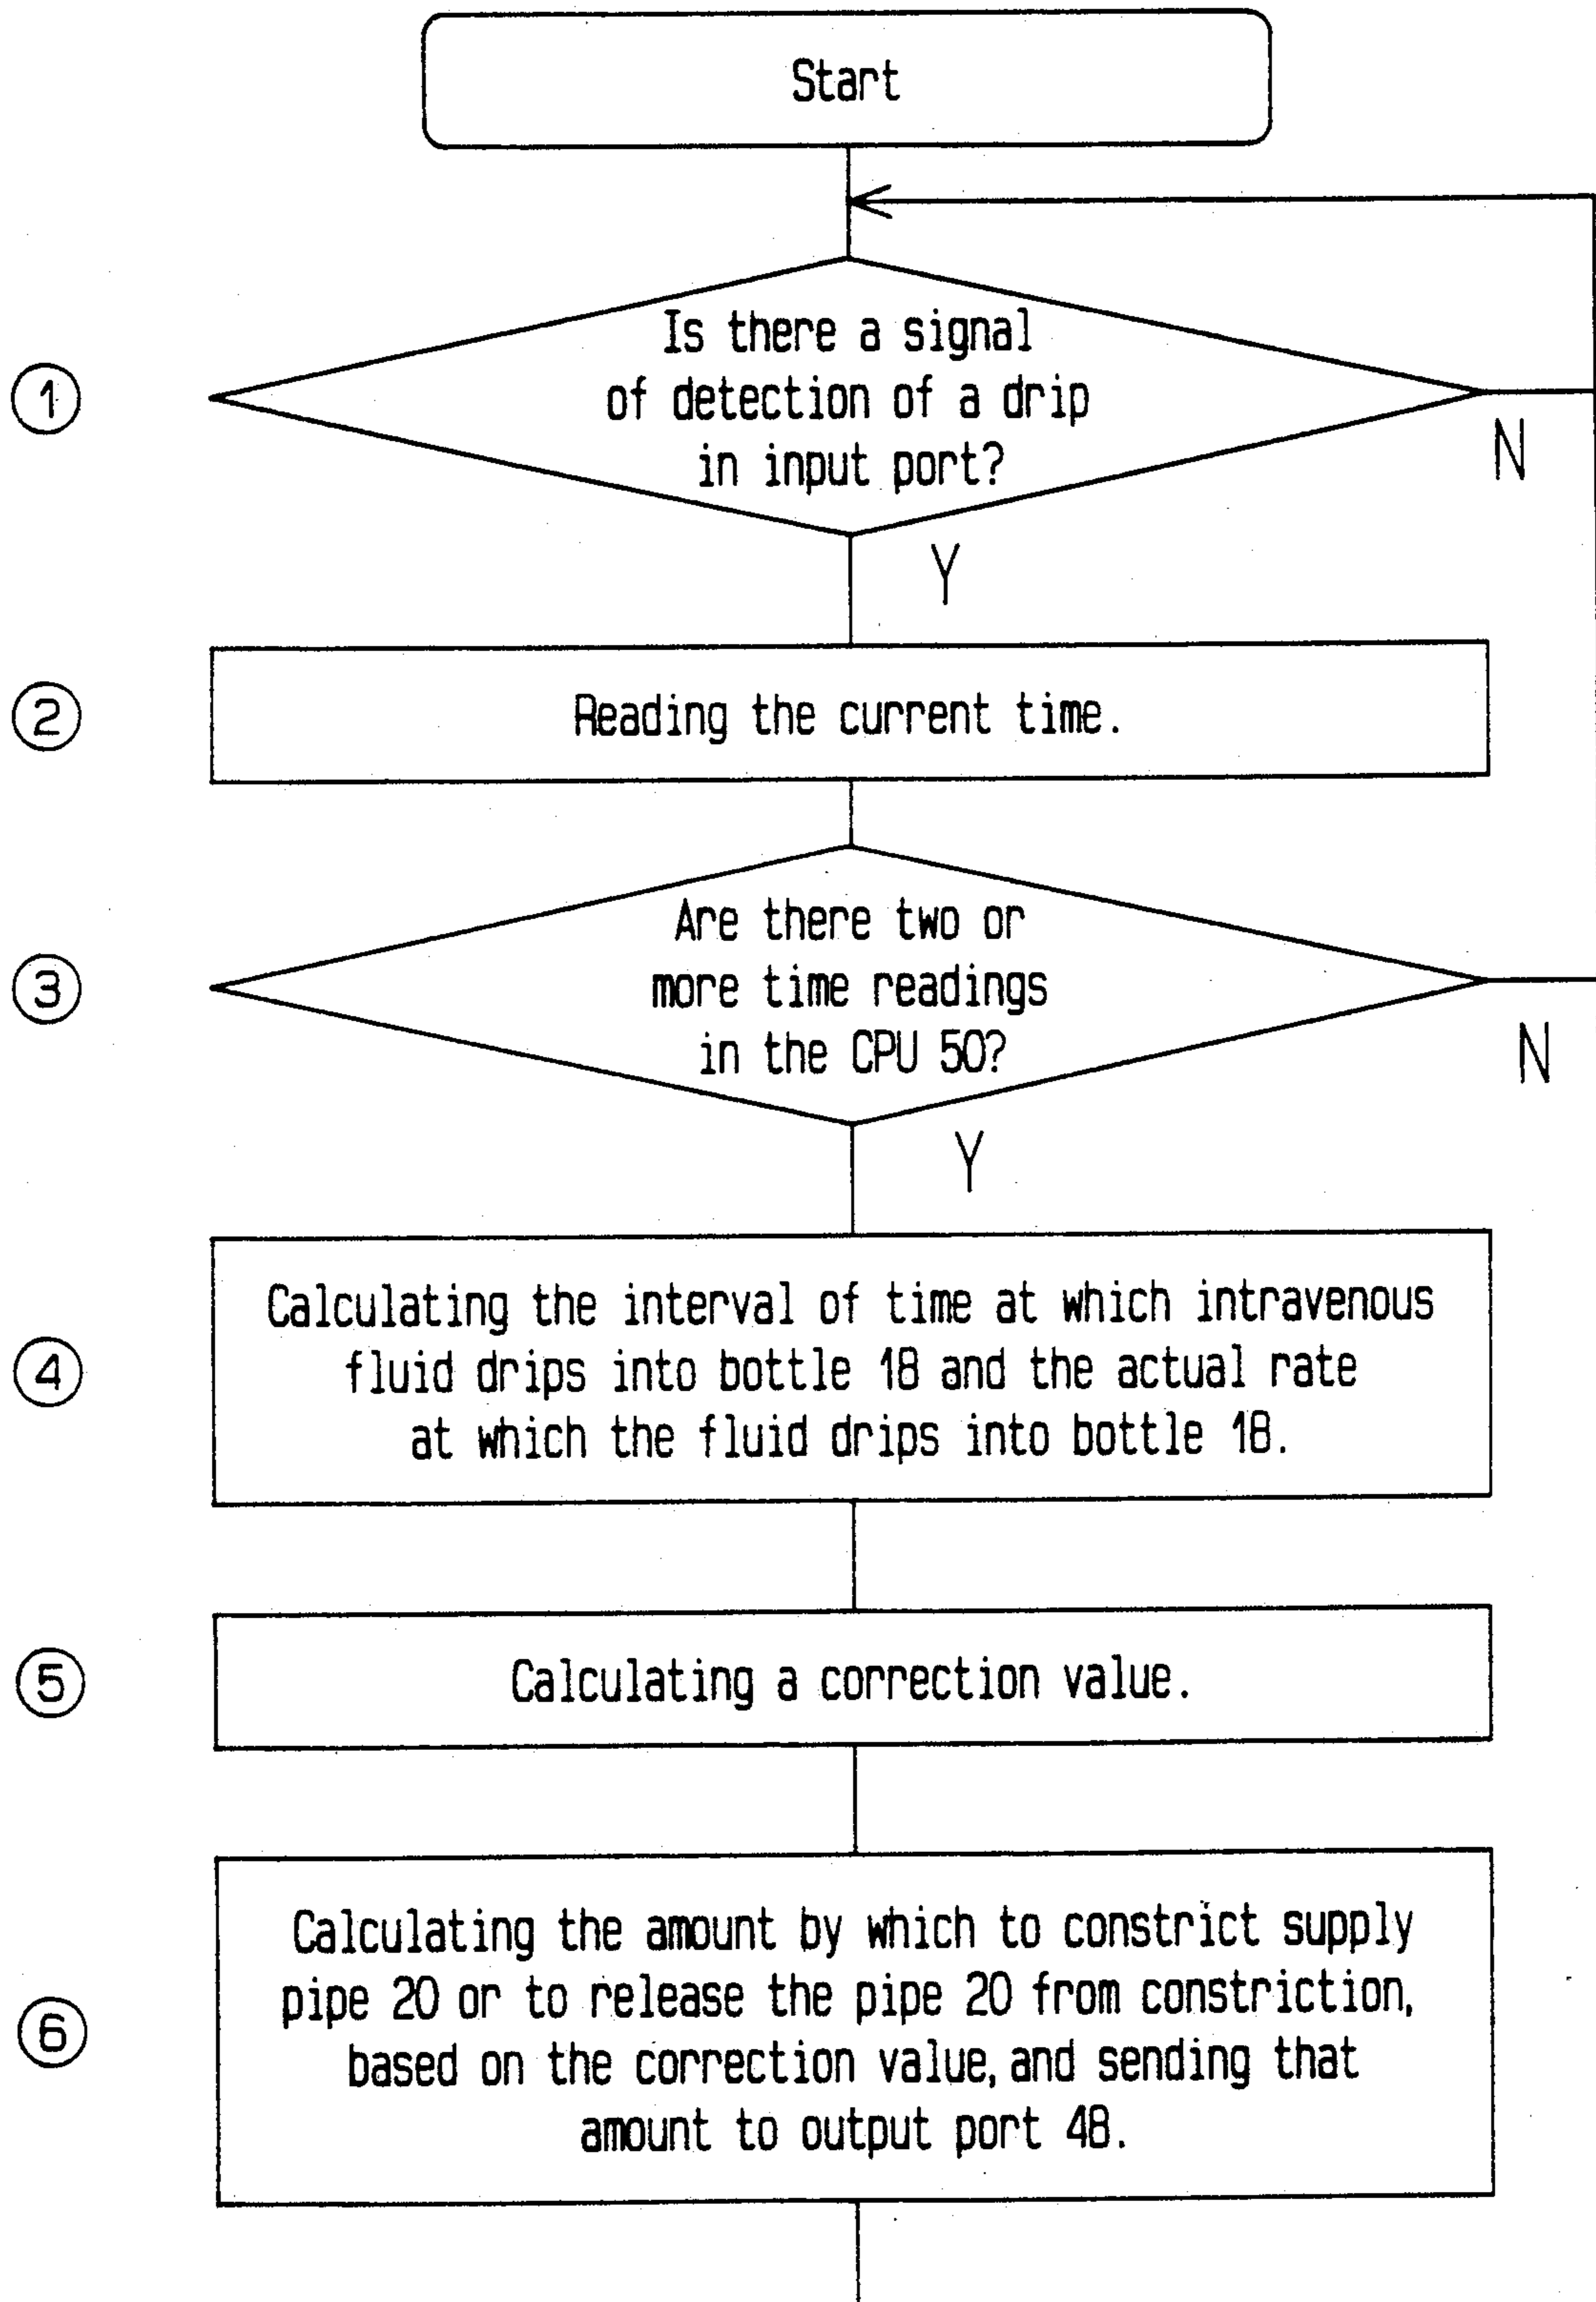 Start
① Is there a signal
of detection of a drip
in input port?
N
Y
② Reading the current time.
③ Are there two or
more time readings
in the CPU 50?
N
Y
④ Calculating the interval of time at which intravenous
fluid drips into bottle 18 and the actual rate
at which the fluid drips into bottle 18.
⑤ Calculating a correction value.
⑥ Calculating the amount by which to constrict supply
pipe 20 or to release the pipe 20 from constriction,
based on the correction value, and sending that
amount to output port 48.